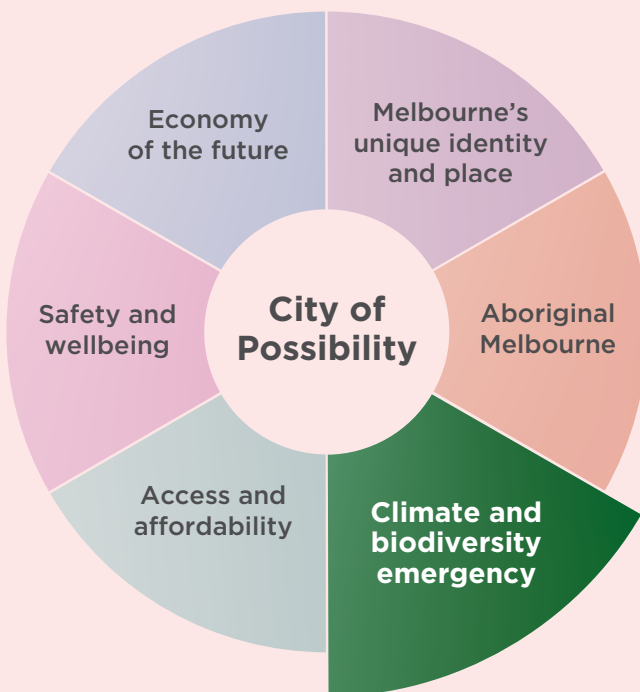 Economy
of the future
Melbourne’s
unique identity
and place
Safety and
wellbeing
City of
Possibility
Aboriginal
Melbourne
Access and
affordability
Climate and
biodiversity
emergency